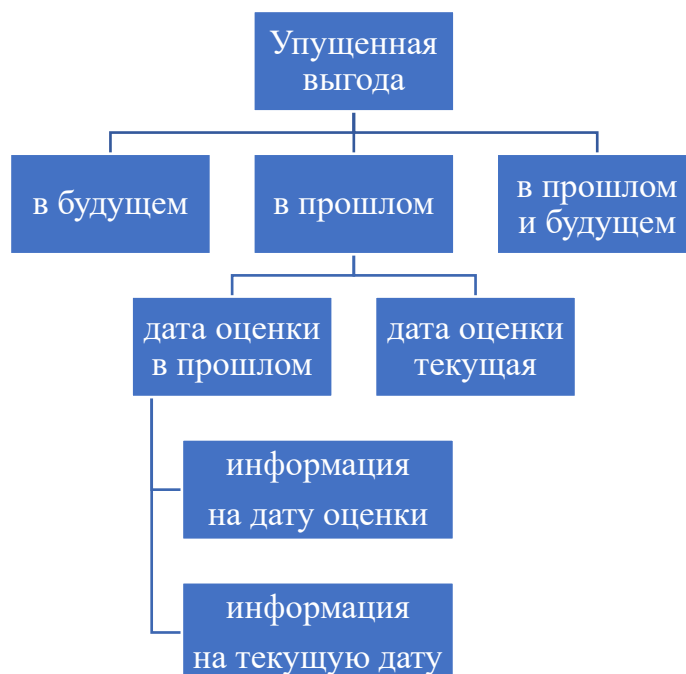 Упущенная
выгода
в будущем
в прошлом
в прошлом
и будущем
дата оценки
в прошлом
дата оценки
текущая
информация
на дату оценки
информация
на текущую дату